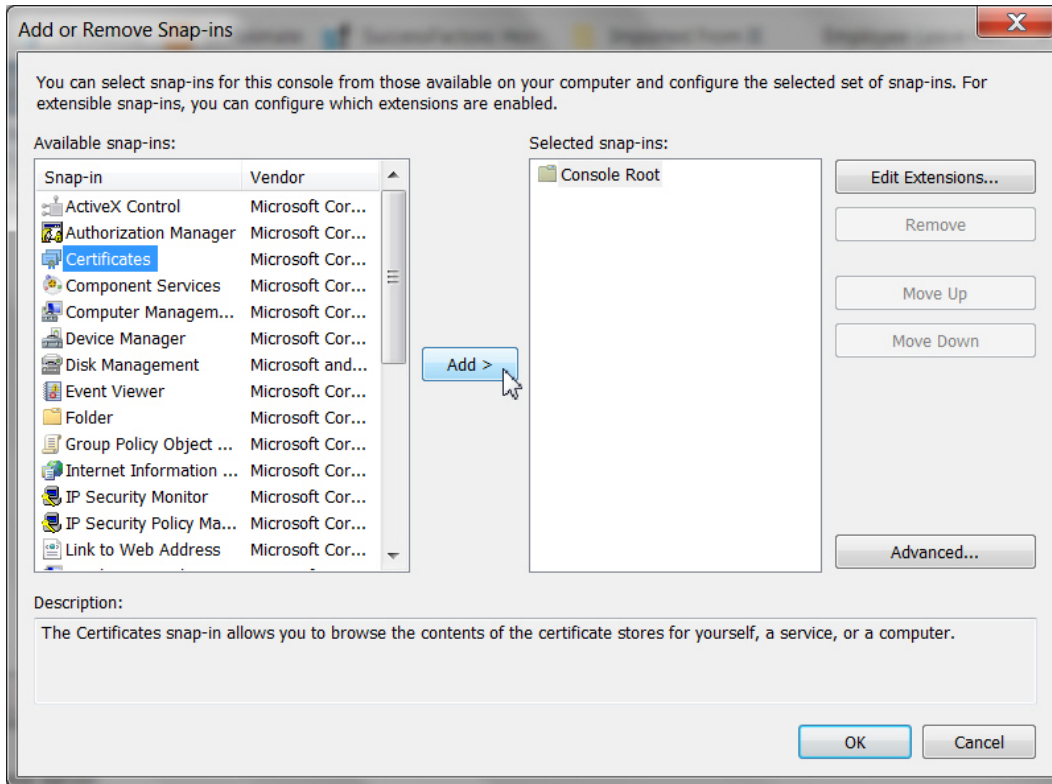 Add or Remove Snap-ins
You can select snap-ins for this console from those available on your computer and configure the selected set of snap-ins. For
extensible snap-ins, you can configure which extensions are enabled.
Available snap-ins:
Selected snap-ins:
Snap-in Vendor
ActiveX Control Microsoft Cor...
Authorization Manager Microsoft Cor...
Certificates Microsoft Cor...
Component Services Microsoft Cor...
Computer Managem... Microsoft Cor...
Device Manager Microsoft Cor...
Disk Management Microsoft and...
Event Viewer Microsoft Cor...
Folder Microsoft Cor...
Group Policy Object ... Microsoft Cor...
Internet Information ... Microsoft Cor...
IP Security Monitor Microsoft Cor...
IP Security Policy Ma... Microsoft Cor...
Link to Web Address Microsoft Cor...
Add >
Console Root
Edit Extensions...
Remove
Move Up
Move Down
Advanced...
Description:
The Certificates snap-in allows you to browse the contents of the certificate stores for yourself, a service, or a computer.
OK
Cancel